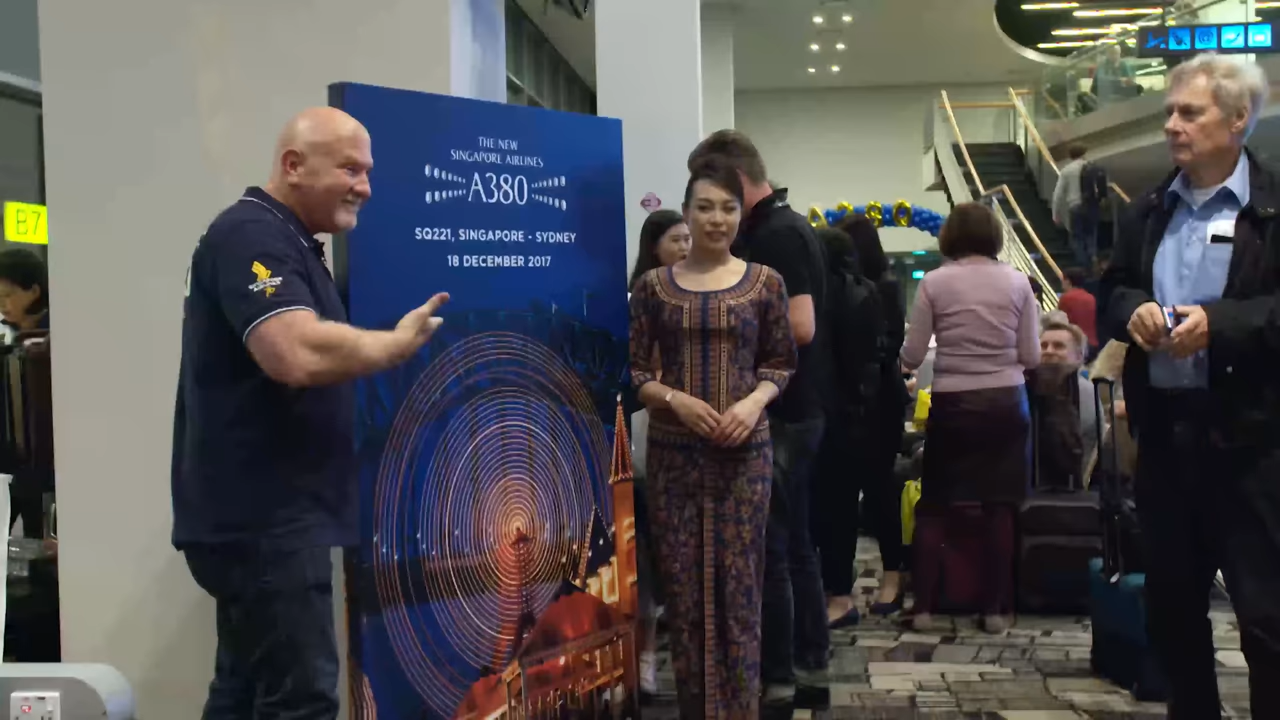 B7
THE NEW
SINGAPORE AIRLINES
A380
SQ221, SINGAPORE - SYDNEY
18 DECEMBER 2017